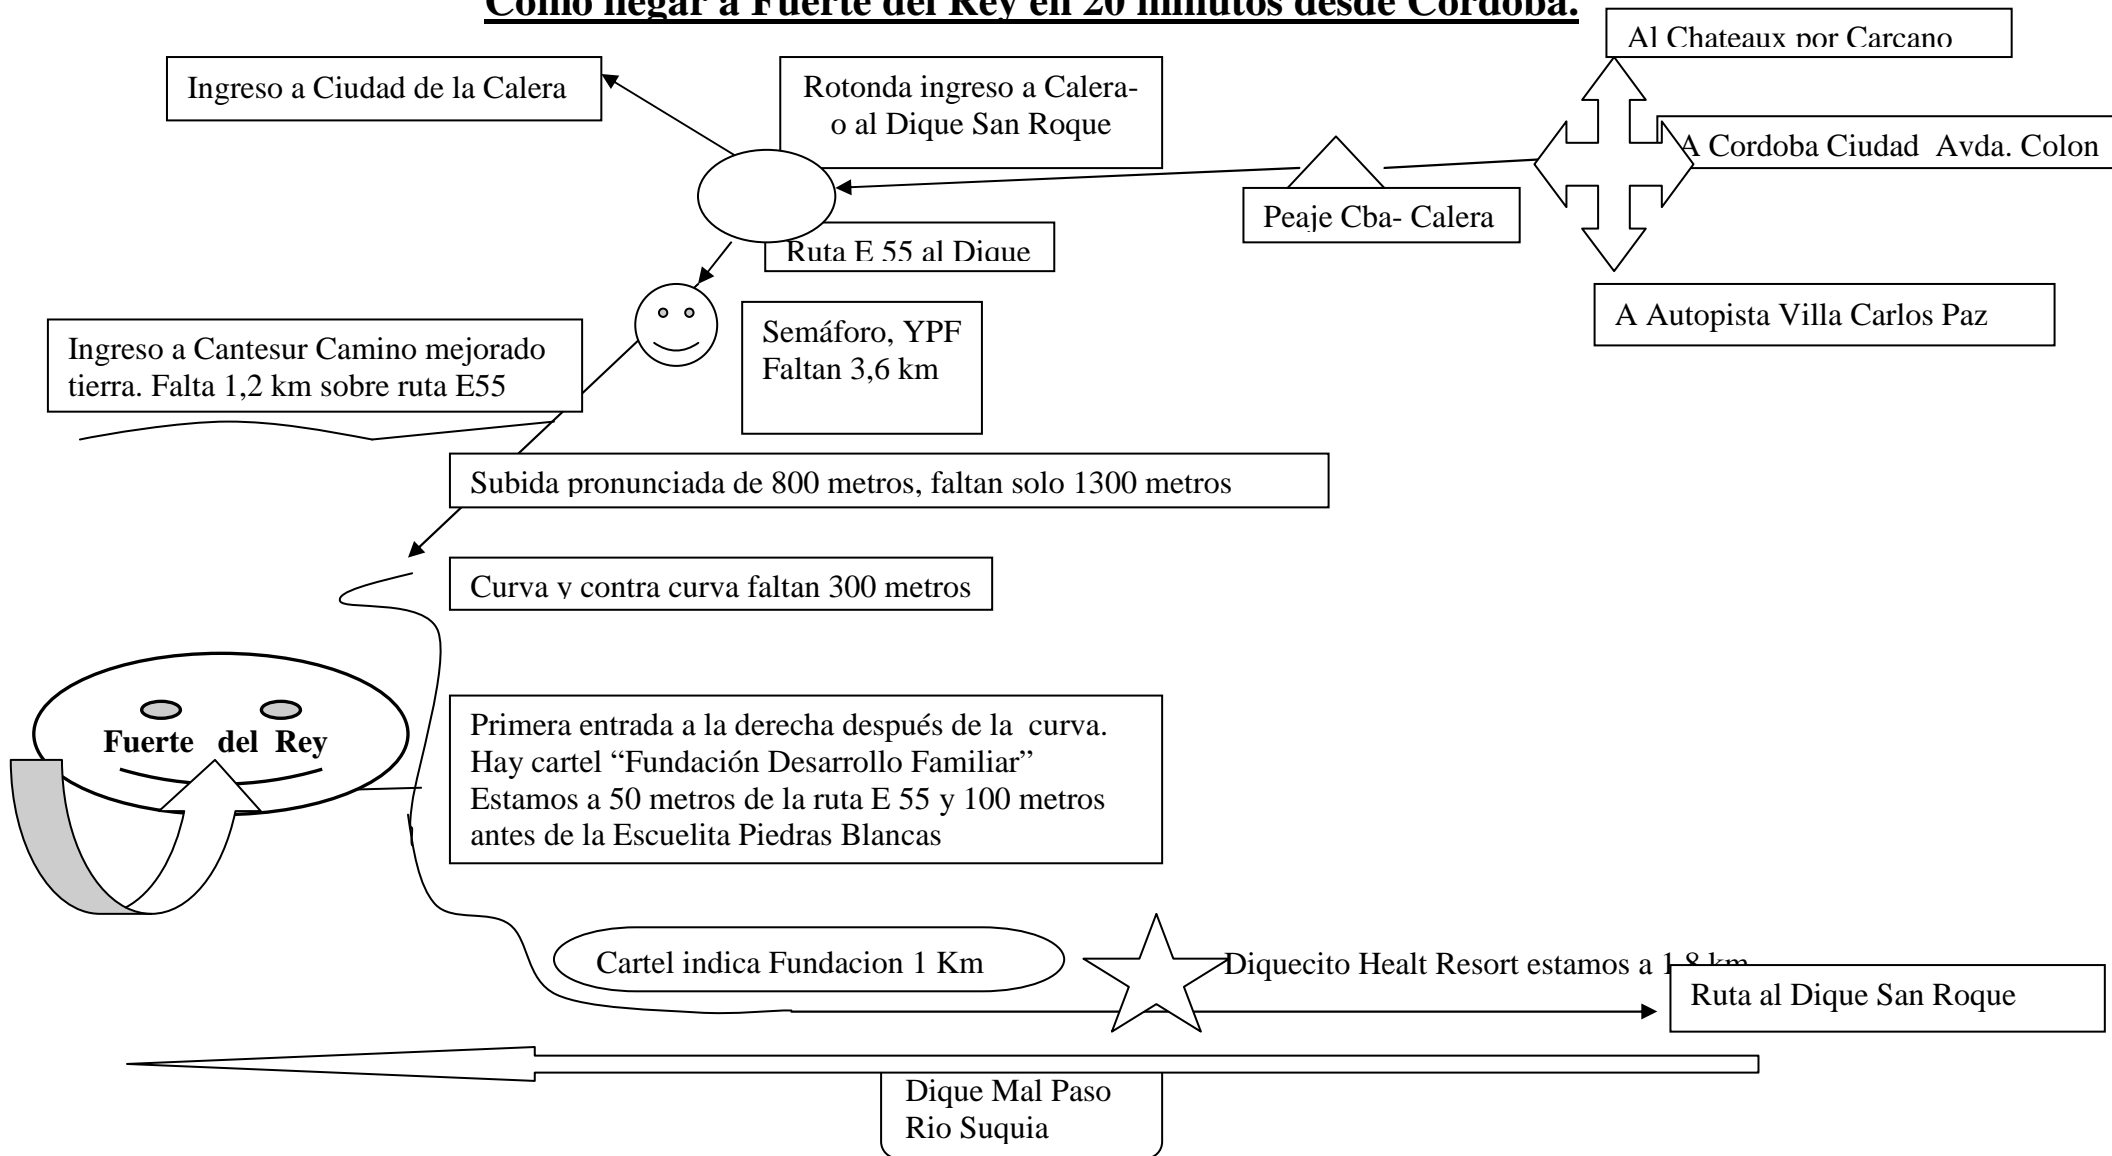 Como llegar a Fuerte del Rey en 20 minutos desde Cordoba.
Al Chateaux por Carcano
Ingreso a Ciudad de la Calera
Rotonda ingreso a Calera-
o al Dique San Roque
A Cordoba Ciudad Avda. Colon
Peaje Cba- Calera
Ruta E 55 al Dique
A Autopista Villa Carlos Paz
Semáforo, YPF
Faltan 3,6 km
Ingreso a Cantesur Camino mejorado
tierra. Falta 1,2 km sobre ruta E55
Subida pronunciada de 800 metros, faltan solo 1300 metros
Curva y contra curva faltan 300 metros
Fuerte del Rey
Primera entrada a la derecha después de la curva.
Hay cartel “Fundación Desarrollo Familiar”
Estamos a 50 metros de la ruta E 55 y 100 metros
antes de la Escuelita Piedras Blancas
Cartel indica Fundacion 1 Km
Diquecito Healt Resort estamos a 1,8 km
Ruta al Dique San Roque
Dique Mal Paso
Rio Suquia